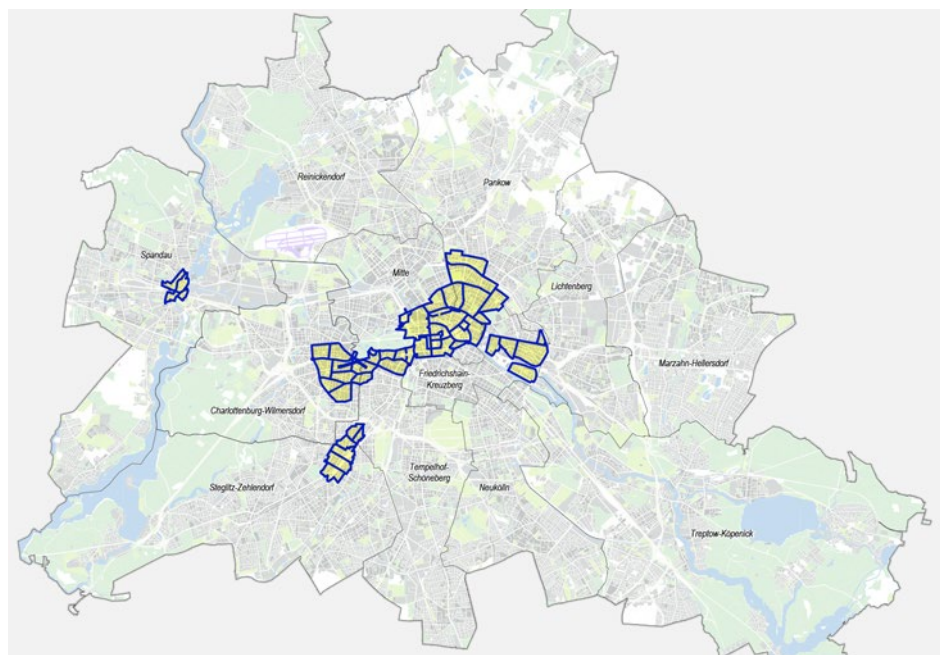 Reinickendorf
Pankow
Spandau
Mitte
Lichtenberg
Marzahn-Hellersdorf
Friedrichshain-
Kreuzberg
Charlottenburg-Wilmersdorf
Tempelhof-
Schöneberg
Steglitz-Zehlendorf
Neukölln
Treptow-Köpenick